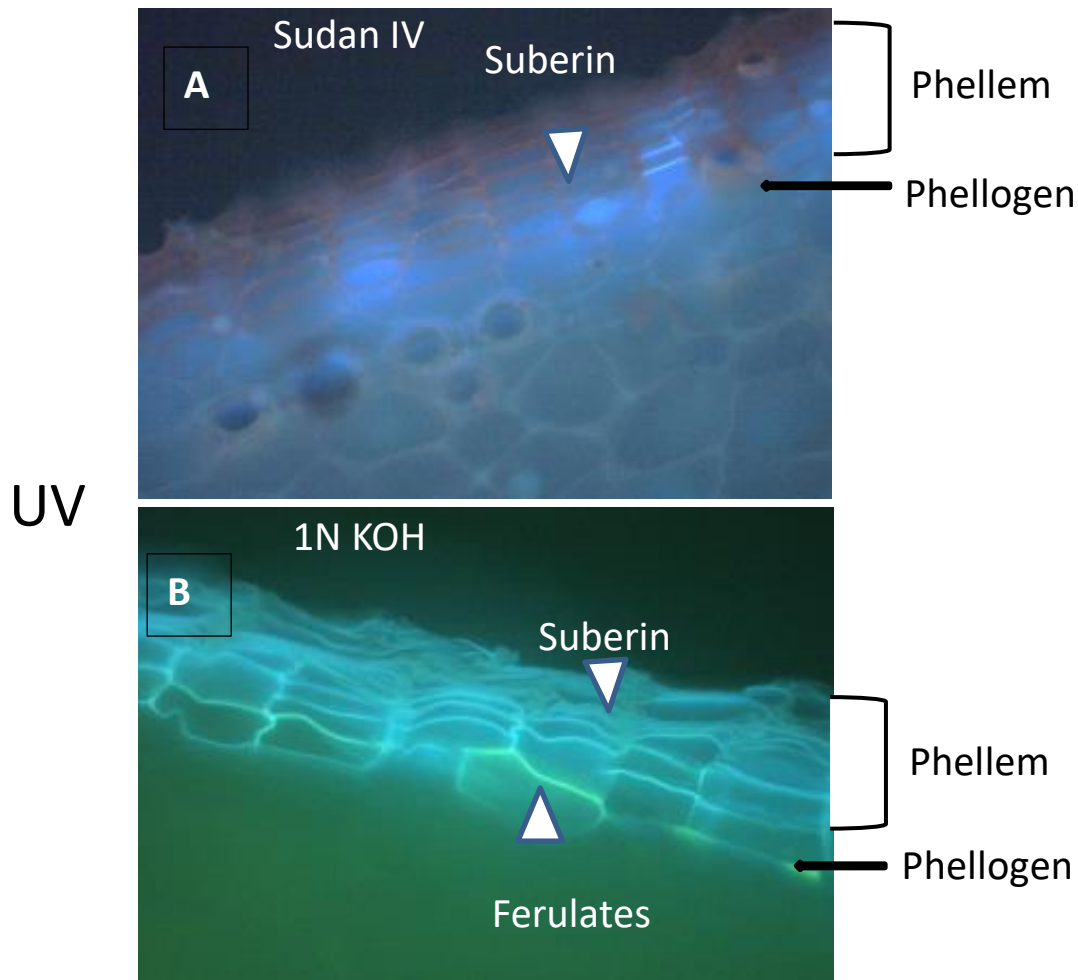 Sudan IV
A
Suberin
Phellem
Phellogen
UV
1N KOH
B
Suberin
Phellem
Phellogen
Ferulates